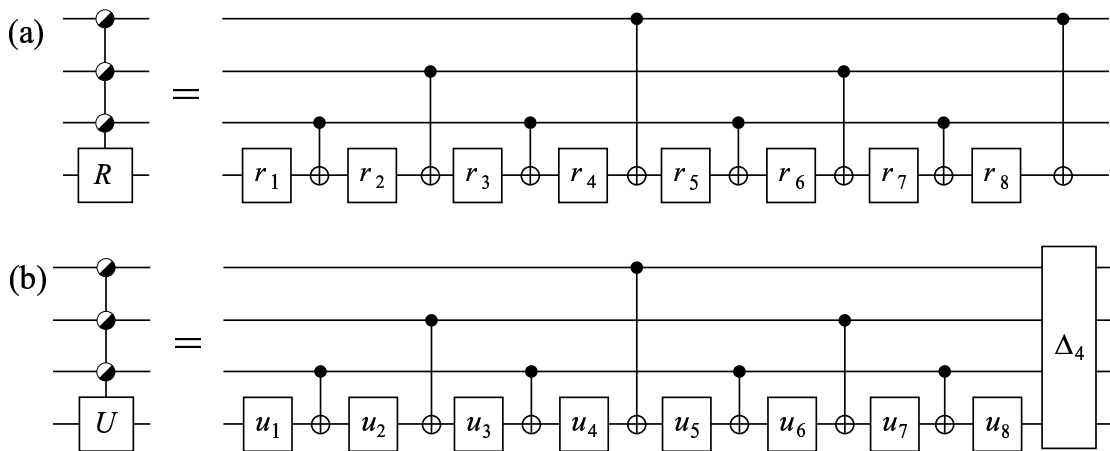 (a)
R = r1 r2 r3 r4 r5 r6 r7 r8
(b)
U = u1 u2 u3 u4 u5 u6 u7 u8 Δ4